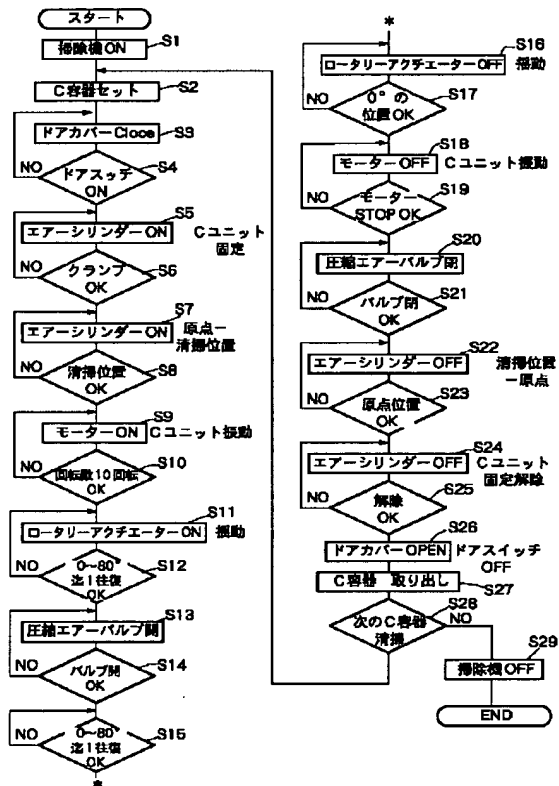 スタート
掃除機ON S1
C容器セット S2
ドアカバーClose S3
NO ドアスッチ ON S4
エアーシリンダーON S5 Cユニット固定
NO クランプ OK S6
エアーシリンダーON S7 原点ー清掃位置
NO 清掃位置 OK S8
モーターON S9 Cユニット振動
NO 回転数10回転 OK S10
ロータリーアクチエーターON S11 揺動
NO 0〜80° 迄1往復 OK S12
圧縮エアーバルブ開 S13
NO バルブ開 OK S14
NO 0〜80° 迄1往復 OK S15
*
*
ロータリーアクチエーターOFF S16 揺動
NO 0°の位置OK S17
モーターOFF S18 Cユニット振動
NO モーター STOP OK S19
圧縮エアーバルブ閉 S20
NO バルブ閉 OK S21
エアーシリンダーOFF S22 清掃位置ー原点
NO 原点位置 OK S23
エアーシリンダーOFF S24 Cユニット固定解除
NO 解除 OK S25
ドアカバーOPEN S26 ドアスイッチ OFF
C容器 取り出し S27
次のC容器清掃 S28 NO
掃除機OFF S29
END